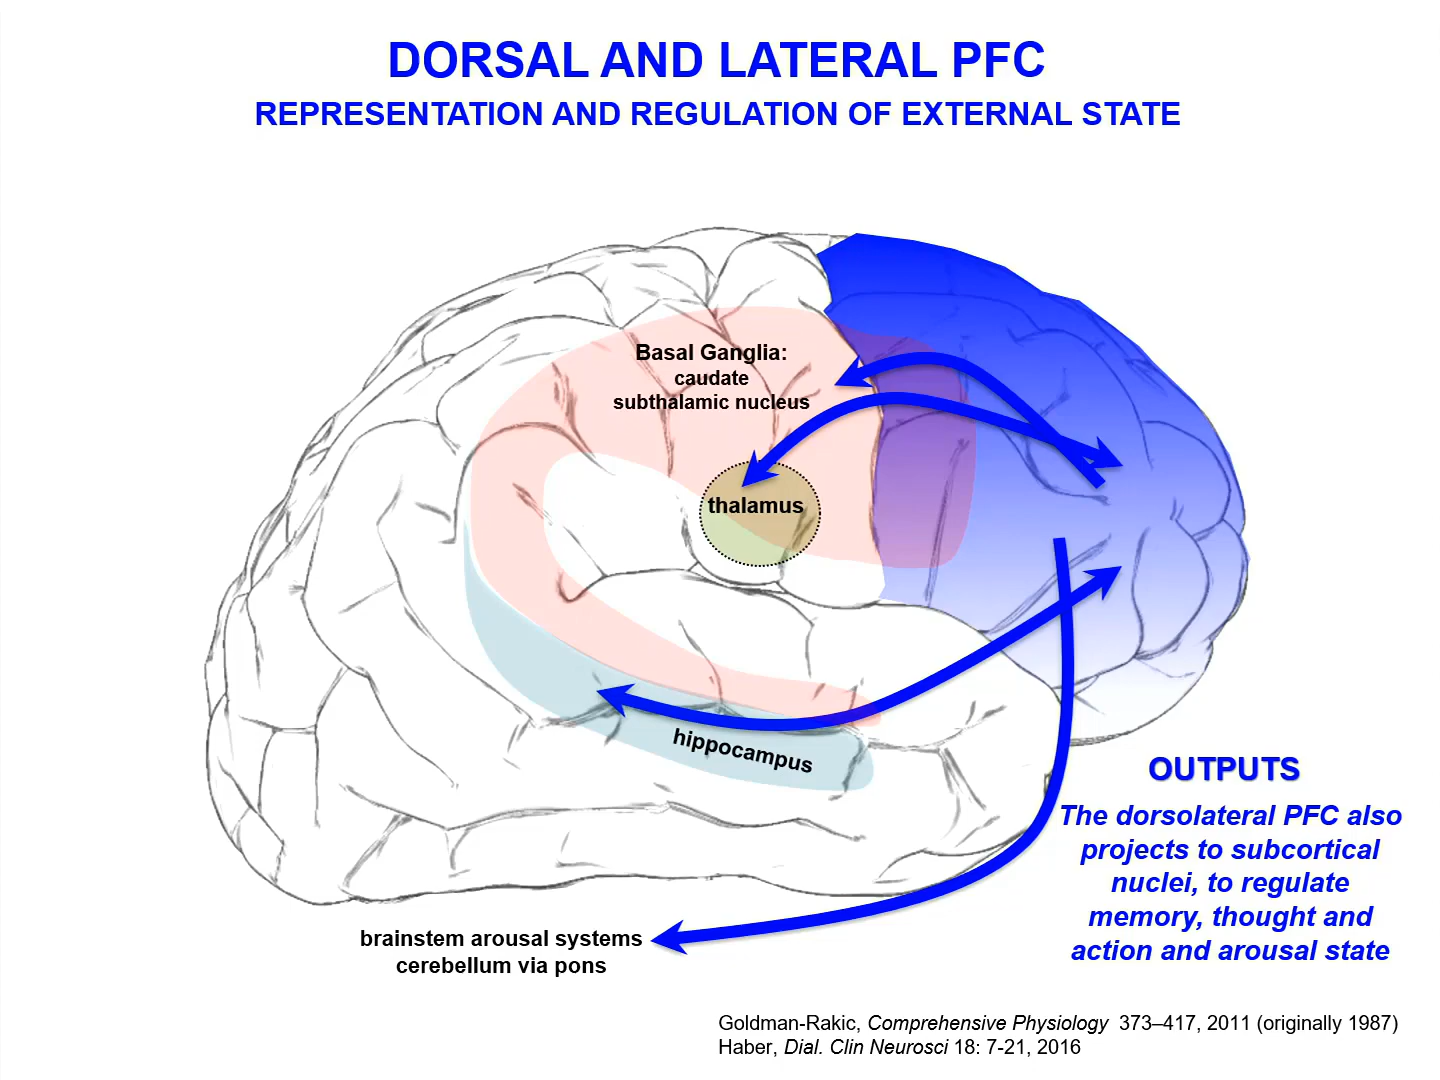 DORSAL AND LATERAL PFC
REPRESENTATION AND REGULATION OF EXTERNAL STATE
Basal Ganglia:
caudate
subthalamic nucleus
thalamus
hippocampus
OUTPUTS
The dorsolateral PFC also
projects to subcortical
nuclei, to regulate
memory, thought and
action and arousal state
brainstem arousal systems
cerebellum via pons
Goldman-Rakic, Comprehensive Physiology 373–417, 2011 (originally 1987)
Haber, Dial. Clin Neurosci 18: 7-21, 2016